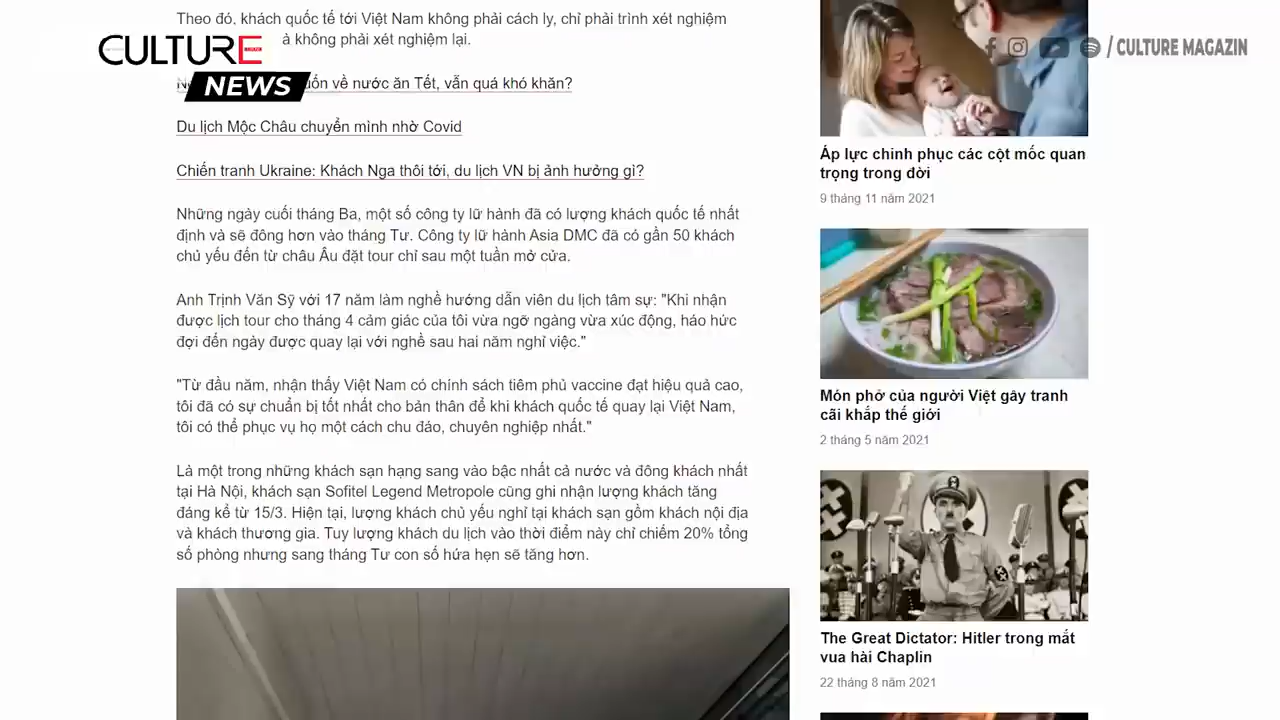 Theo đó, khách quốc tế tới Việt Nam không phải cách ly, chỉ phải trình xét nghiệm
à không phải xét nghiệm lại.
CULTURE
NEWS
/ CULTURE MAGAZIN
về nước ăn Tết, vẫn quá khó khăn?
Du lịch Mộc Châu chuyển mình nhờ Covid
Chiến tranh Ukraine: Khách Nga thôi tới, du lịch VN bị ảnh hưởng gì?
Những ngày cuối tháng Ba, một số công ty lữ hành đã có lượng khách quốc tế nhất
định và sẽ đông hơn vào tháng Tư. Công ty lữ hành Asia DMC đã có gần 50 khách
chủ yếu đến từ châu Âu đặt tour chỉ sau một tuần mở cửa.
Anh Trịnh Văn Sỹ với 17 năm làm nghề hướng dẫn viên du lịch tâm sự: "Khi nhận
được lịch tour cho tháng 4 cảm giác của tôi vừa ngỡ ngàng vừa xúc động, háo hức
đợi đến ngày được quay lại với nghề sau hai năm nghỉ việc."
"Từ đầu năm, nhận thấy Việt Nam có chính sách tiêm phủ vaccine đạt hiệu quả cao,
tôi đã có sự chuẩn bị tốt nhất cho bản thân để khi khách quốc tế quay lại Việt Nam,
tôi có thể phục vụ họ một cách chu đáo, chuyên nghiệp nhất."
Là một trong những khách sạn hạng sang vào bậc nhất cả nước và đông khách nhất
tại Hà Nội, khách sạn Sofitel Legend Metropole cũng ghi nhận lượng khách tăng
đáng kể từ 15/3. Hiện tại, lượng khách chủ yếu nghỉ tại khách sạn gồm khách nội địa
và khách thương gia. Tuy lượng khách du lịch vào thời điểm này chỉ chiếm 20% tổng
số phòng nhưng sang tháng Tư con số hứa hẹn sẽ tăng hơn.
Áp lực chinh phục các cột mốc quan
trọng trong đời
9 tháng 11 năm 2021
Món phở của người Việt gây tranh
cãi khắp thế giới
2 tháng 5 năm 2021
The Great Dictator: Hitler trong mắt
vua hài Chaplin
22 tháng 8 năm 2021